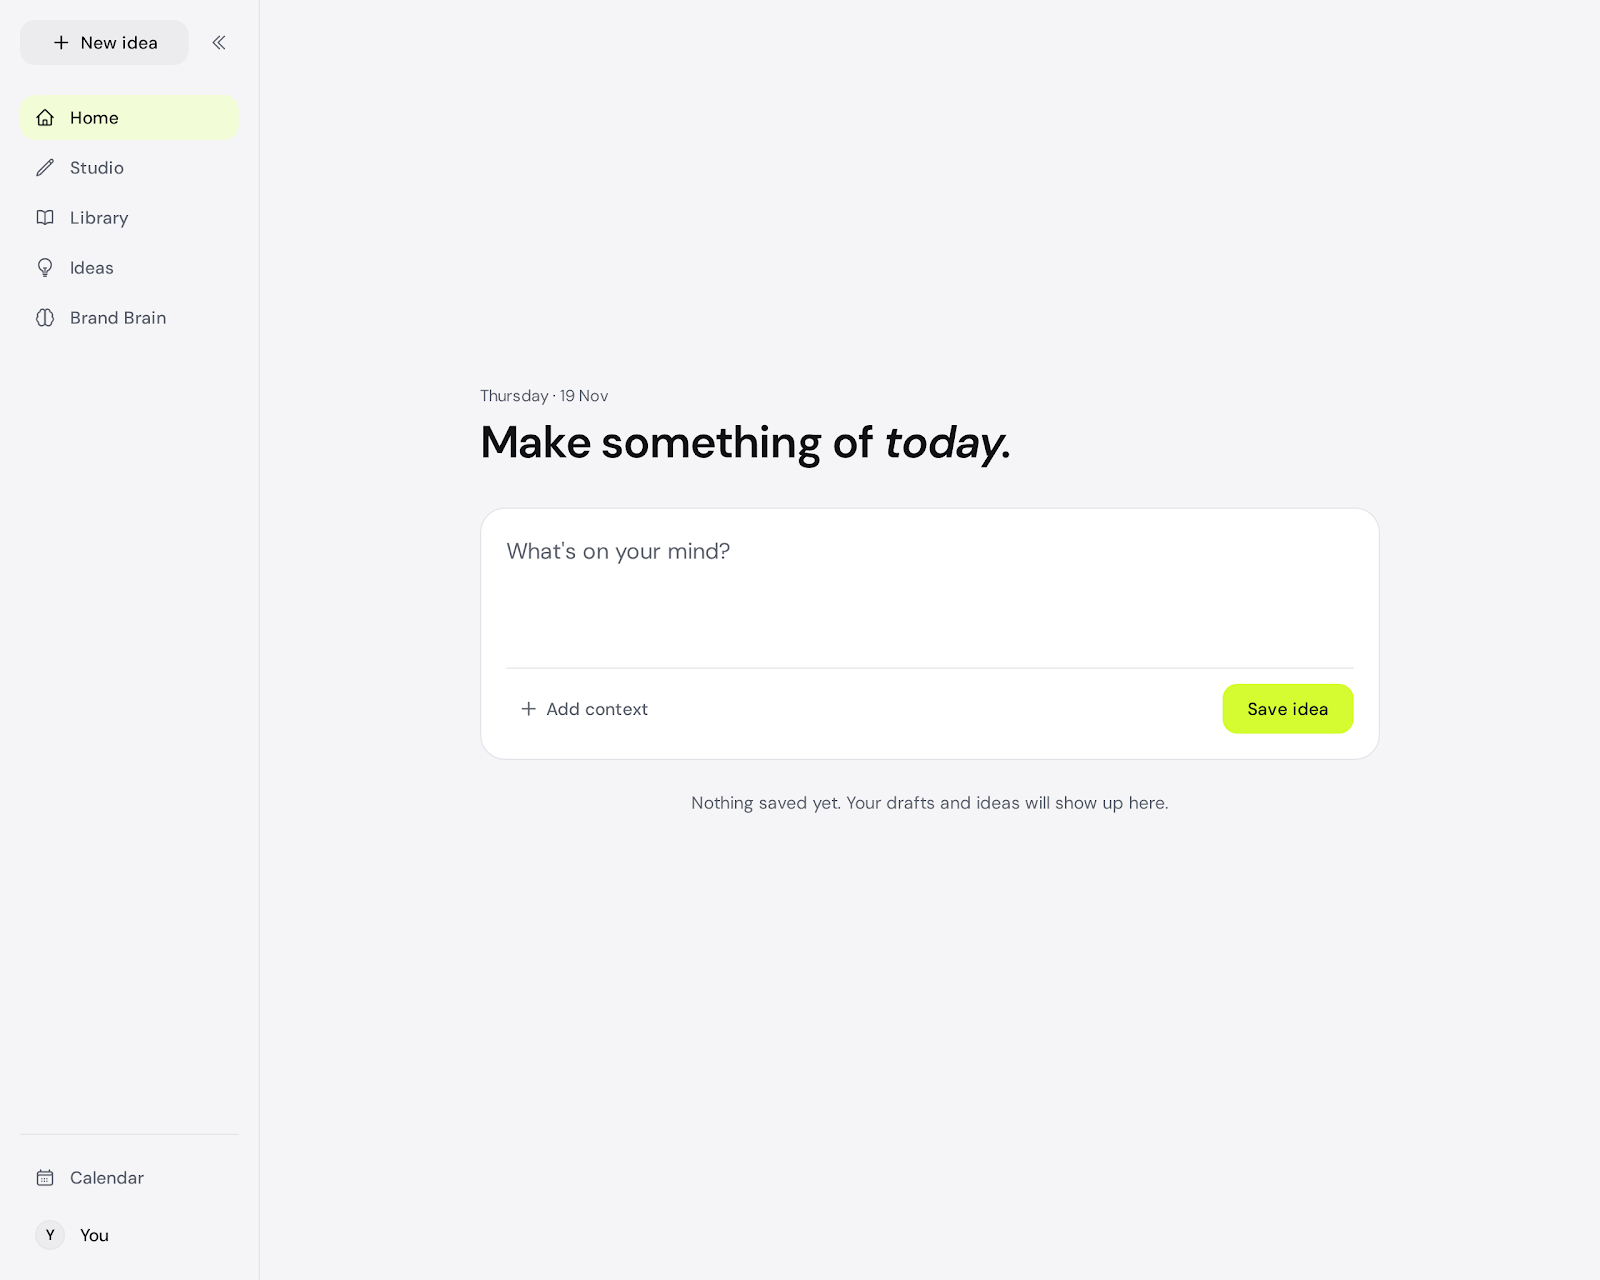 New idea
Home
Studio
Library
Ideas
Brand Brain
Thursday · 19 Nov
Make something of today.
What's on your mind?
Add context
Save idea
Nothing saved yet. Your drafts and ideas will show up here.
Calendar
Y
You